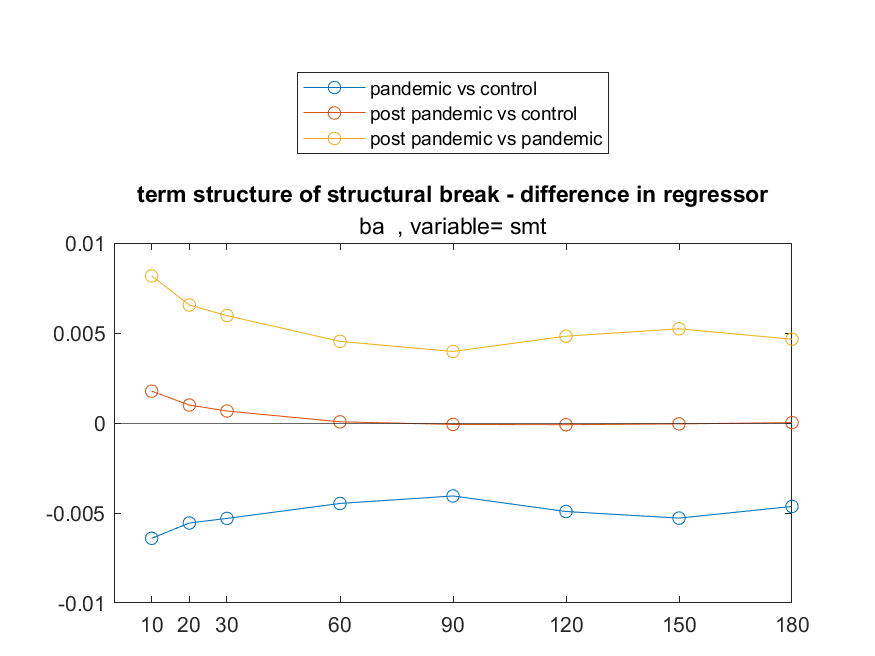 pandemic vs control
post pandemic vs control
post pandemic vs pandemic
term structure of structural break - difference in regressor
ba  , variable= smt
0.01
0.005
0
-0.005
-0.01
10 20 30 60 90 120 150 180